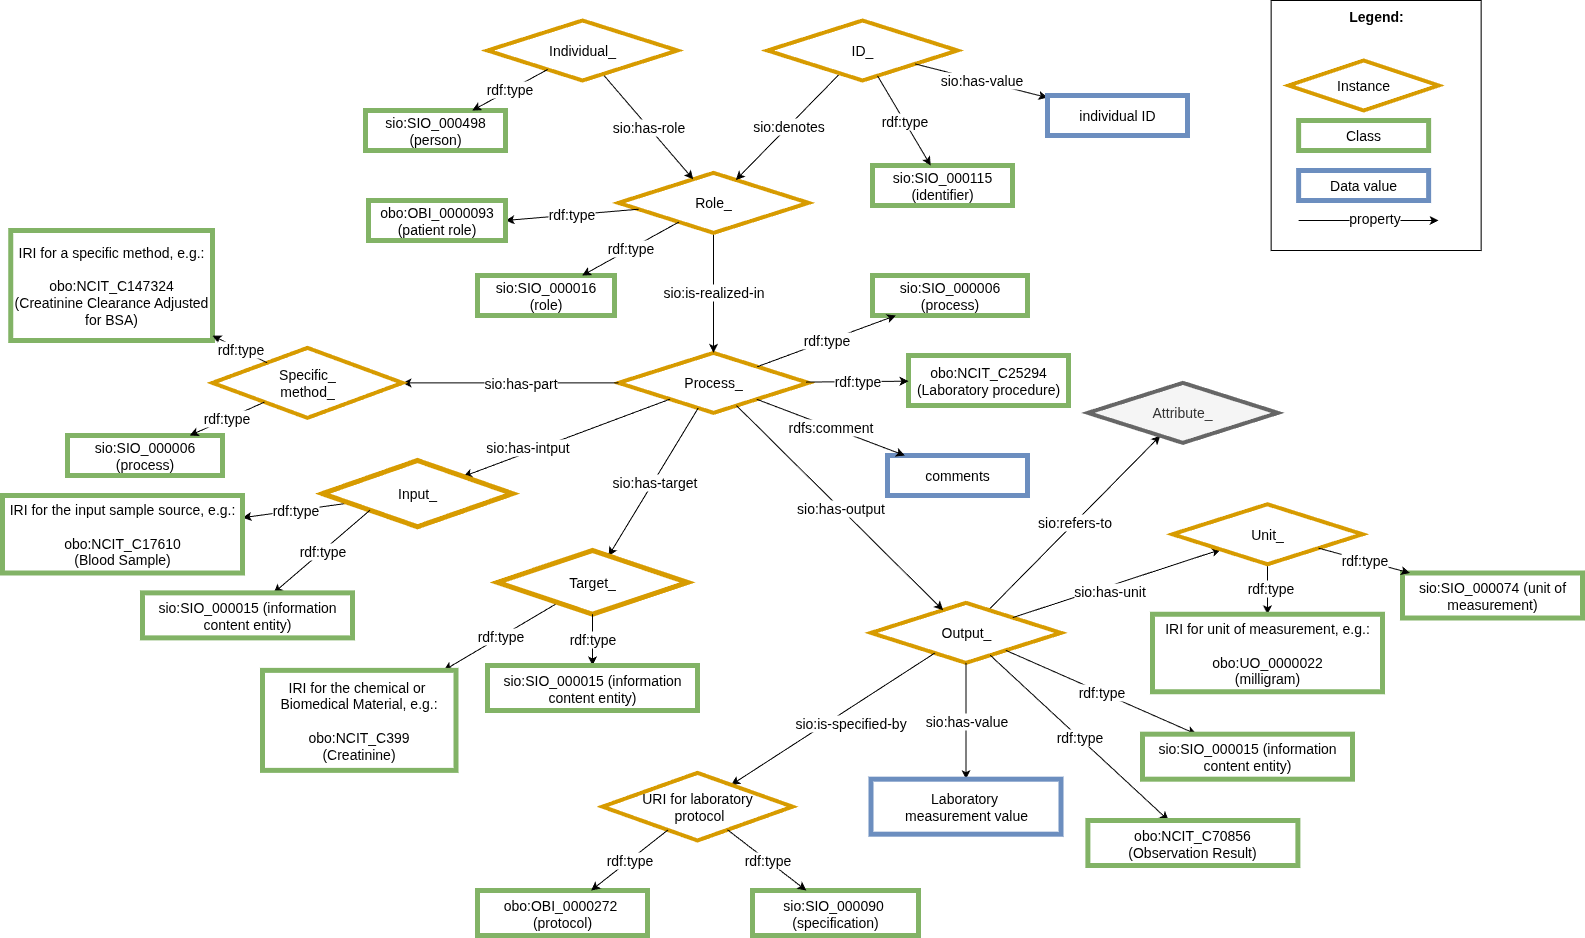 Legend:
Individual_
ID_
rdf:type
sio:has-value
Instance
sio:SIO_000498
(person)
sio:has-role
sio:denotes
rdf:type
individual ID
Class
sio:SIO_000115
(identifier)
Data value
Role_
obo:OBI_0000093
(patient role)
rdf:type
property
IRI for a specific method, e.g.:
obo:NCIT_C147324
(Creatinine Clearance Adjusted
for BSA)
rdf:type
sio:SIO_000016
(role)
sio:is-realized-in
sio:SIO_000006
(process)
rdf:type
rdf:type
Specific_
method_
sio:has-part
Process_
rdf:type
obo:NCIT_C25294
(Laboratory procedure)
rdf:type
rdfs:comment
Attribute_
sio:SIO_000006
(process)
sio:has-intput
sio:has-target
comments
Input_
sio:has-output
IRI for the input sample source, e.g.:
obo:NCIT_C17610
(Blood Sample)
rdf:type
rdf:type
sio:refers-to
Unit_
rdf:type
Target_
sio:has-unit
rdf:type
sio:SIO_000074 (unit of
measurement)
sio:SIO_000015 (information
content entity)
rdf:type
rdf:type
Output_
IRI for unit of measurement, e.g.:
obo:UO_0000022
(milligram)
IRI for the chemical or
Biomedical Material, e.g.:
obo:NCIT_C399
(Creatinine)
sio:SIO_000015 (information
content entity)
rdf:type
sio:is-specified-by
sio:has-value
rdf:type
sio:SIO_000015 (information
content entity)
URI for laboratory
protocol
Laboratory
measurement value
obo:NCIT_C70856
(Observation Result)
rdf:type
rdf:type
obo:OBI_0000272
(protocol)
sio:SIO_000090
(specification)